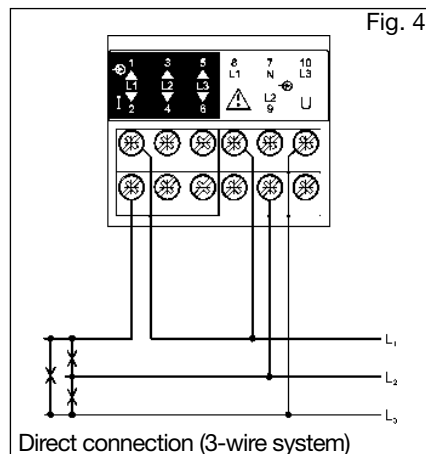 Fig. 4
1 3 5 8 7 10
L1 N L3
L1 L2 L3
L2
I 2 4 6 9 U
L₁
L₂
L₃
Direct connection (3-wire system)